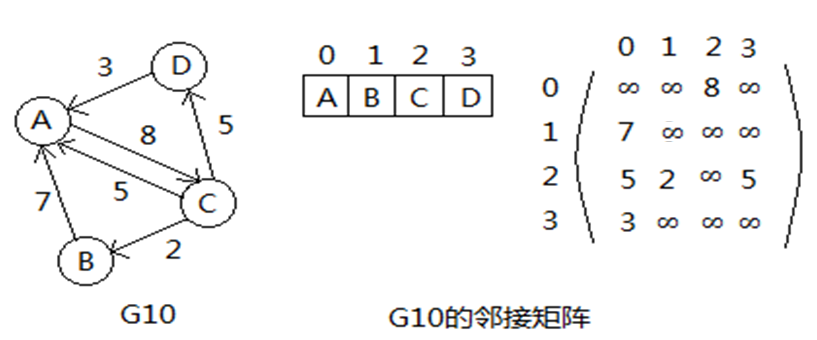 D
3
A
8
5
5
C
7
2
B
G10
0 1 2 3
A B C D
0 1 2 3
0 ∞ ∞ 8 ∞
1 7 ∞ ∞ ∞
2 5 2 ∞ 5
3 3 ∞ ∞ ∞
G10的邻接矩阵